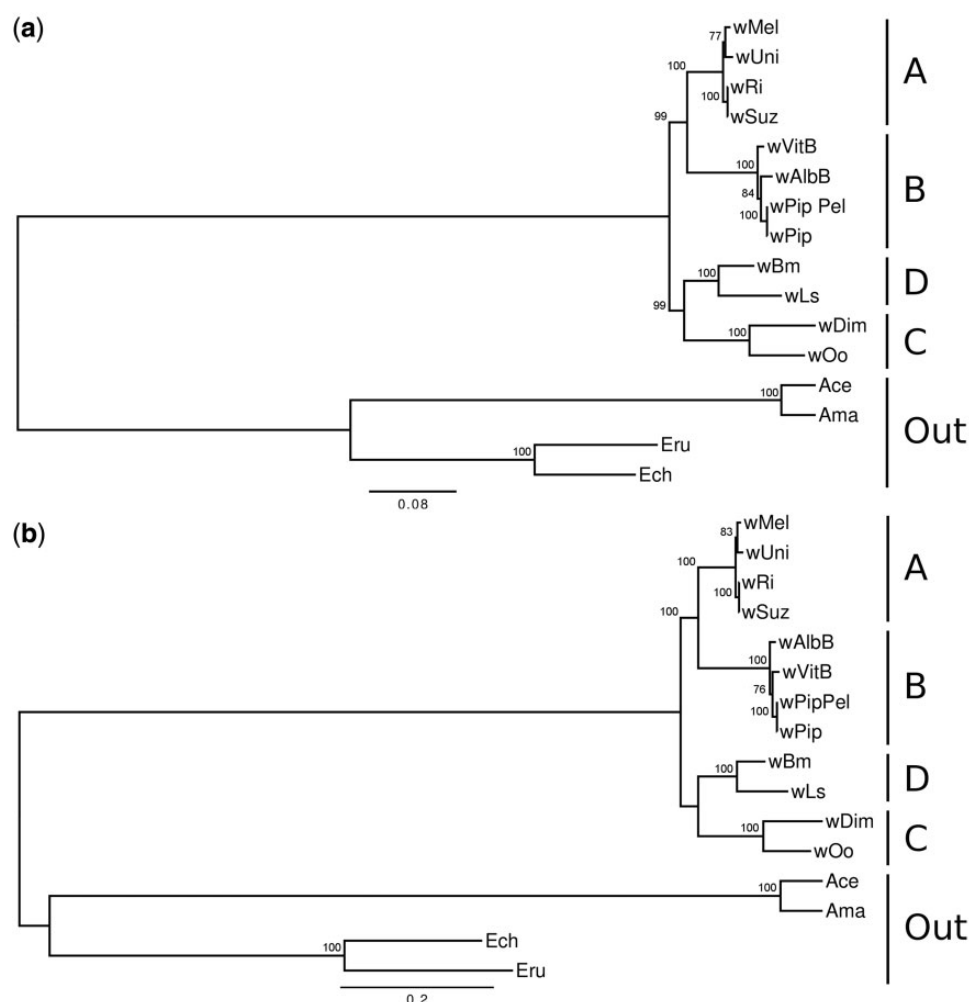 (a)
77 wMel
wUni
100 A
wRi
100 wSuz
99
wVitB
100
wAlbB B
84
wPip Pel
100
wPip
wBm
100 D
wLs
99
wDim
100 C
wOo
Ace
100
Ama
Out
Eru
100
Ech
0.08
(b)
wMel
83
wUni
100 A
wRi
100
wSuz
100
wAlbB
100
wVitB B
76
wPipPel
100
wPip
wBm
100 D
wLs
wDim
100 C
wOo
Ace
100
Ama
Out
Ech
100
Eru
0.2